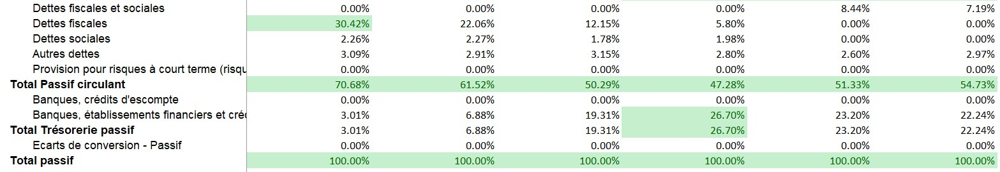 Dettes fiscales et sociales 0.00% 0.00% 0.00% 0.00% 8.44% 7.19%
Dettes fiscales 30.42% 22.06% 12.15% 5.80% 0.00% 0.00%
Dettes sociales 2.26% 2.27% 1.78% 1.98% 0.00% 0.00%
Autres dettes 3.09% 2.91% 3.15% 2.80% 2.60% 2.97%
Provision pour risques à court terme (risqu 0.00% 0.00% 0.00% 0.00% 0.00% 0.00%
Total Passif circulant 70.68% 61.52% 50.29% 47.28% 51.33% 54.73%
Banques, crédits d'escompte 0.00% 0.00% 0.00% 0.00% 0.00% 0.00%
Banques, établissements financiers et créd 3.01% 6.88% 19.31% 26.70% 23.20% 22.24%
Total Trésorerie passif 3.01% 6.88% 19.31% 26.70% 23.20% 22.24%
Ecarts de conversion - Passif 0.00% 0.00% 0.00% 0.00% 0.00% 0.00%
Total passif 100.00% 100.00% 100.00% 100.00% 100.00% 100.00%